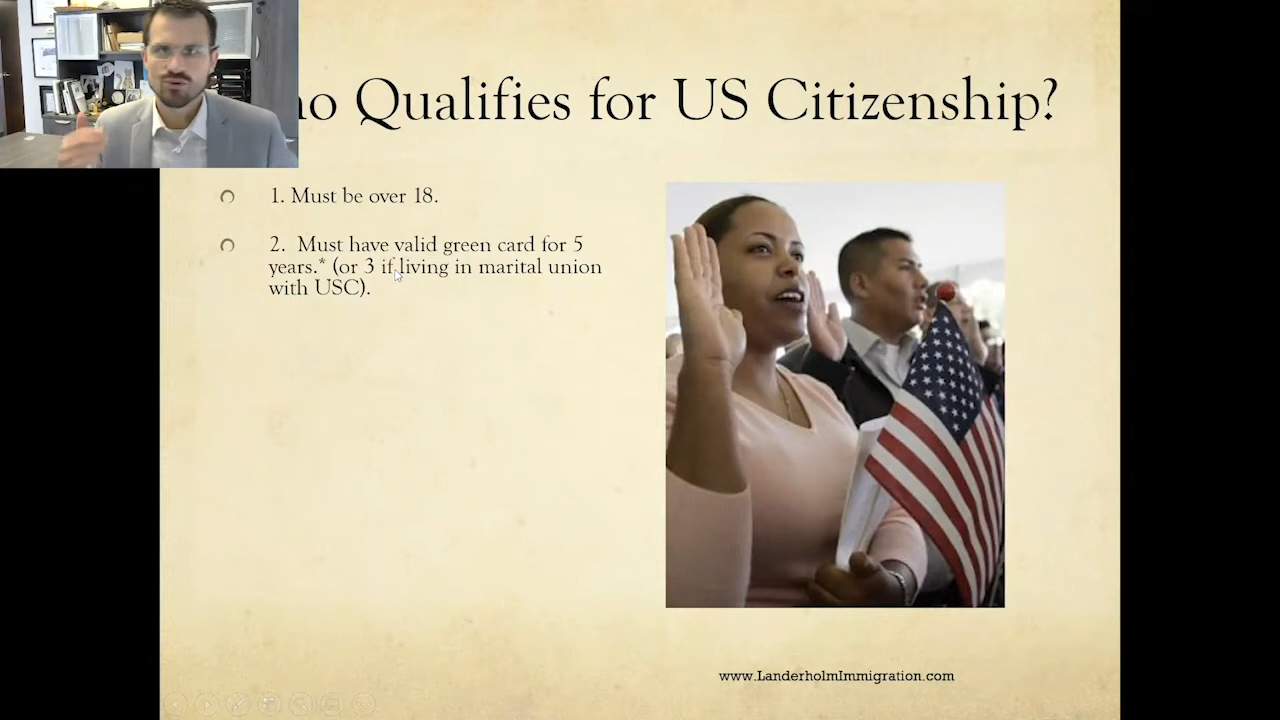 ho Qualifies for US Citizenship?
1. Must be over 18.
2. Must have valid green card for 5
years.* (or 3 if living in marital union
with USC).
www.LanderholmImmigration.com